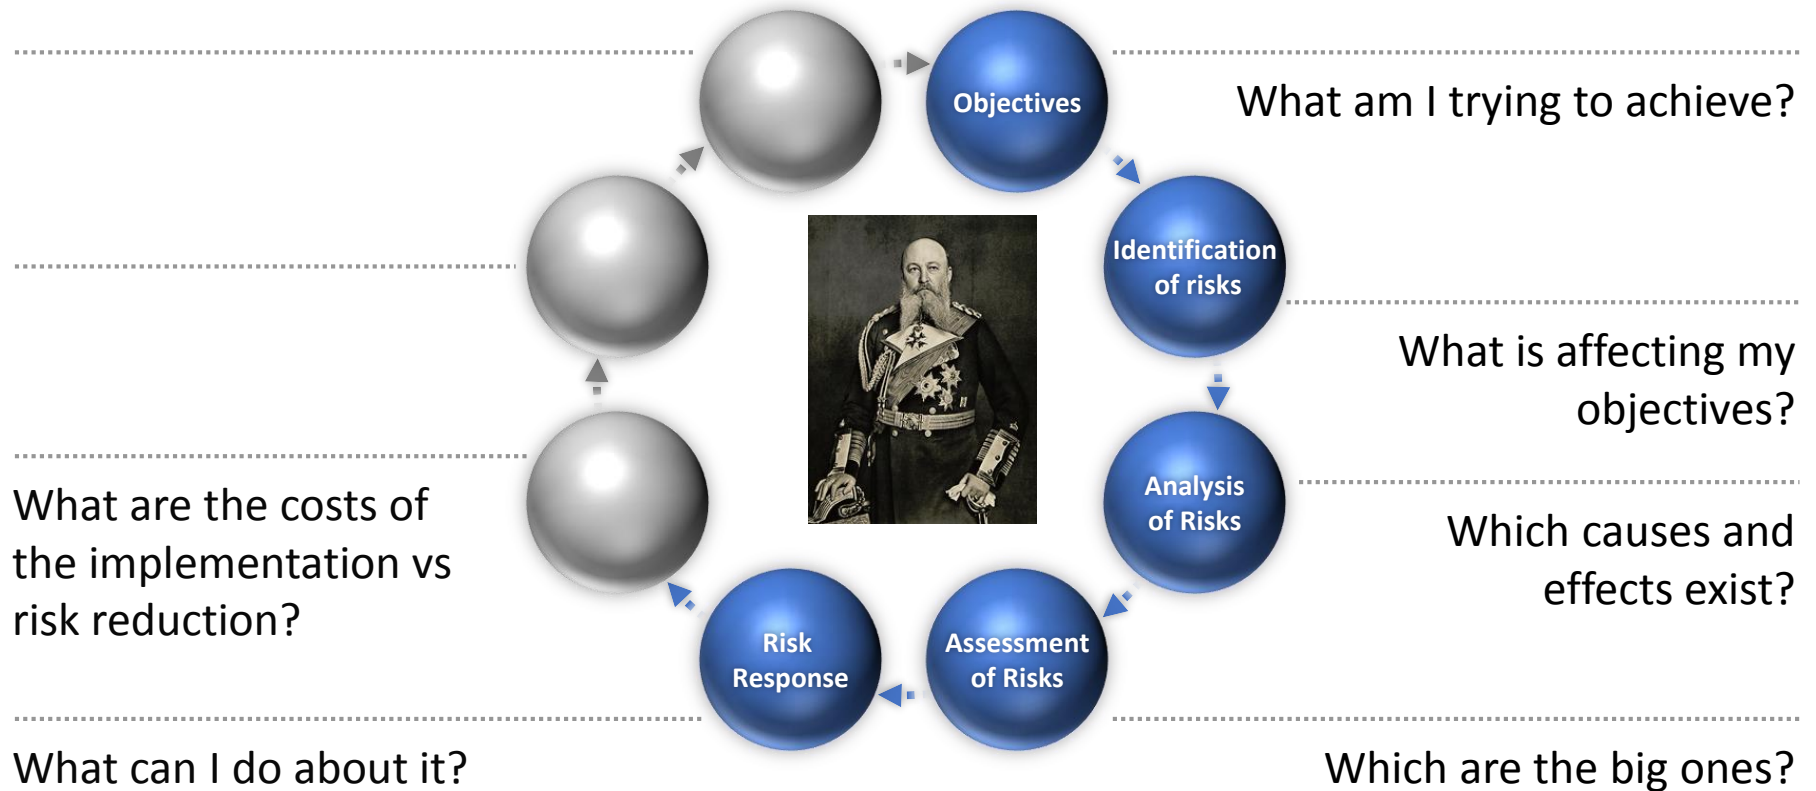 Objectives
What am I trying to achieve?
Identification
of risks
What is affecting my
objectives?
Analysis
of Risks
Which causes and
effects exist?
Assessment
of Risks
Which are the big ones?
Risk
Response
What can I do about it?
What are the costs of
the implementation vs
risk reduction?